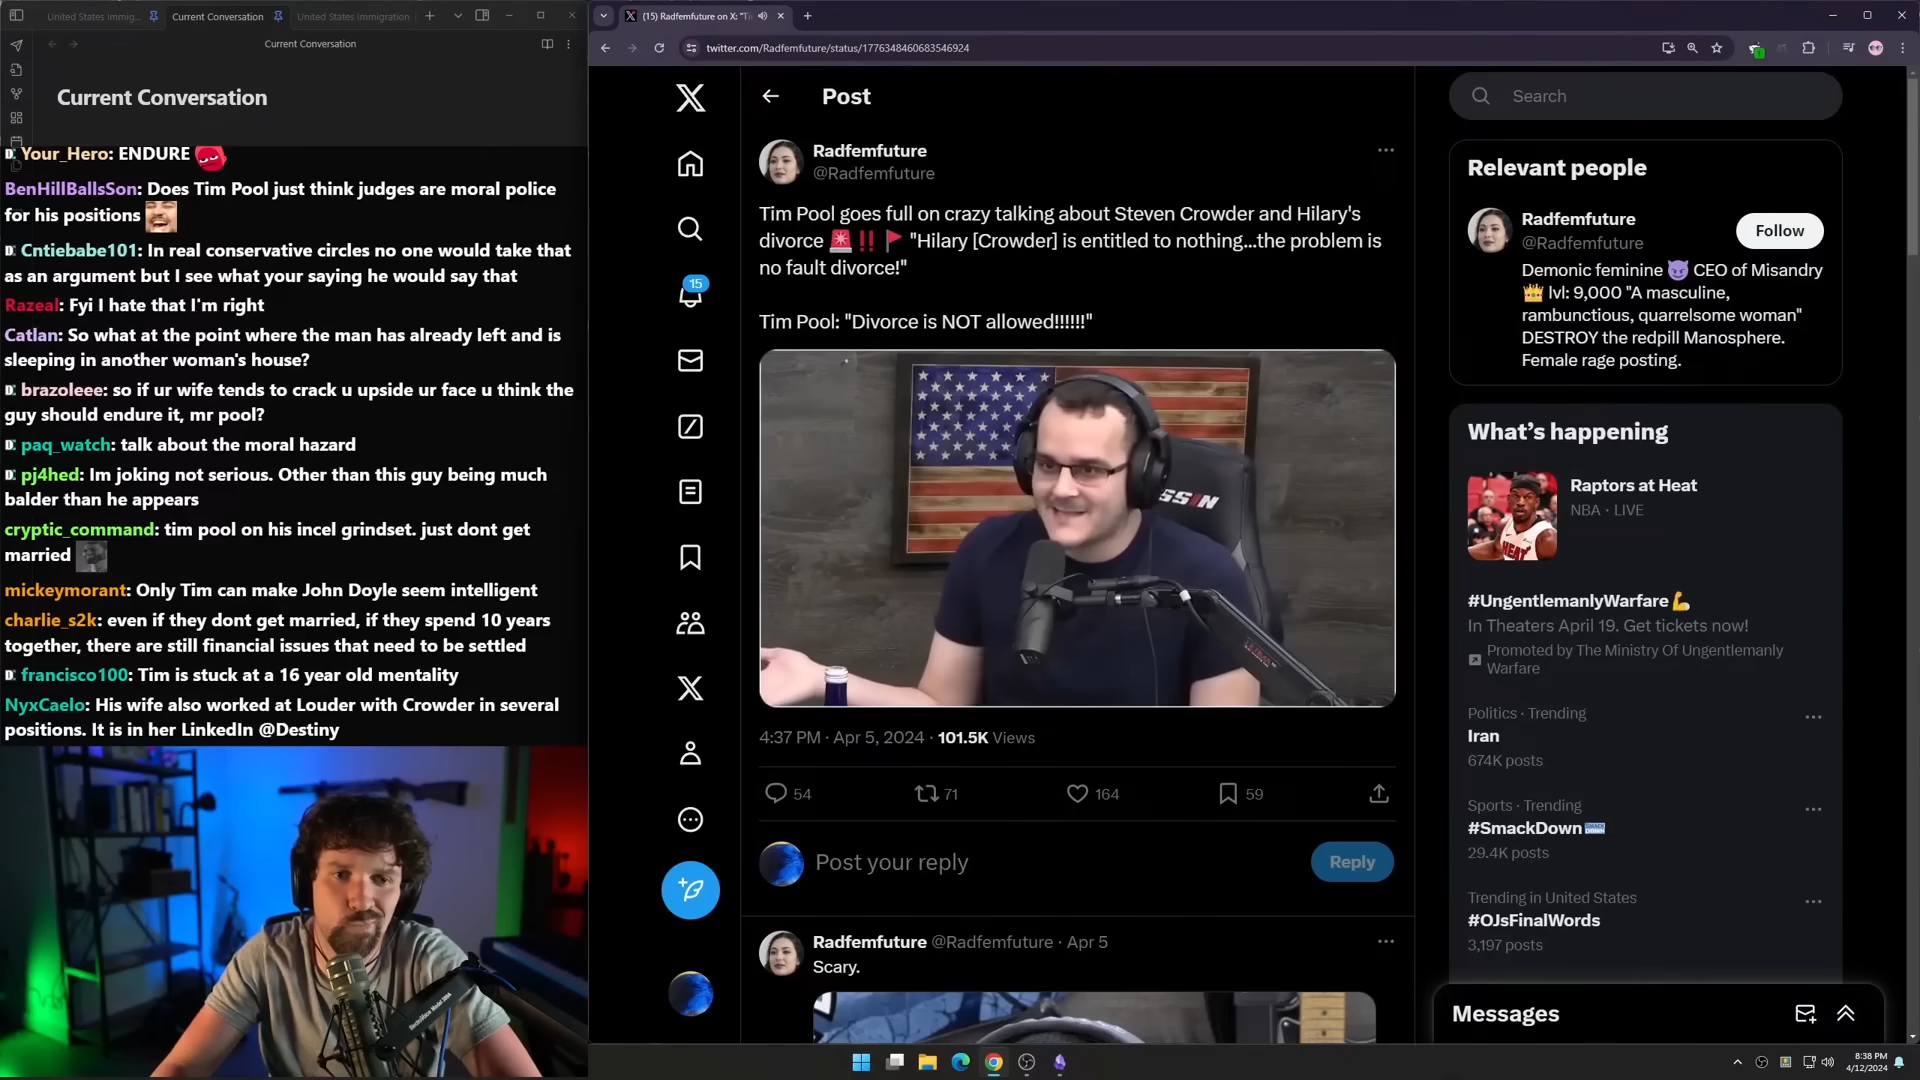 United States Immig...
Current Conversation
United States Immigration
Current Conversation
Current Conversation
Your_Hero: ENDURE
BenHillBallsSon: Does Tim Pool just think judges are moral police
for his positions
Cntiebabe101: In real conservative circles no one would take that
as an argument but I see what your saying he would say that
Razeal: Fyi I hate that I'm right
Catlan: So what at the point where the man has already left and is
sleeping in another woman's house?
brazoleee: so if ur wife tends to crack u upside ur face u think the
guy should endure it, mr pool?
paq_watch: talk about the moral hazard
pj4hed: Im joking not serious. Other than this guy being much
balder than he appears
cryptic_command: tim pool on his incel grindset. just dont get
married
mickeymorant: Only Tim can make John Doyle seem intelligent
charlie_s2k: even if they dont get married, if they spend 10 years
together, there are still financial issues that need to be settled
francisco100: Tim is stuck at a 16 year old mentality
NyxCaelo: His wife also worked at Louder with Crowder in several
positions. It is in her LinkedIn @Destiny
(15) Radfemfuture on X: "Ti
twitter.com/Radfemfuture/status/1776348460683546924
15
Post
Radfemfuture
@Radfemfuture
Tim Pool goes full on crazy talking about Steven Crowder and Hilary's
divorce 🚨‼️🚩 "Hilary [Crowder] is entitled to nothing...the problem is
no fault divorce!"
Tim Pool: "Divorce is NOT allowed!!!!!!"
SSIN
4:37 PM · Apr 5, 2024 · 101.5K Views
54
71
164
59
Post your reply
Reply
Radfemfuture @Radfemfuture · Apr 5
Scary.
Search
Relevant people
Radfemfuture
@Radfemfuture
Follow
Demonic feminine 😈 CEO of Misandry
👑 lvl: 9,000 "A masculine,
rambunctious, quarrelsome woman"
DESTROY the redpill Manosphere.
Female rage posting.
What's happening
Raptors at Heat
NBA · LIVE
HEAT
#UngentlemanlyWarfare💪
In Theaters April 19. Get tickets now!
Promoted by The Ministry Of Ungentlemanly
Warfare
Politics · Trending
Iran
674K posts
Sports · Trending
#SmackDown
29.4K posts
Trending in United States
#OJsFinalWords
3,197 posts
Messages
8:38 PM
4/12/2024